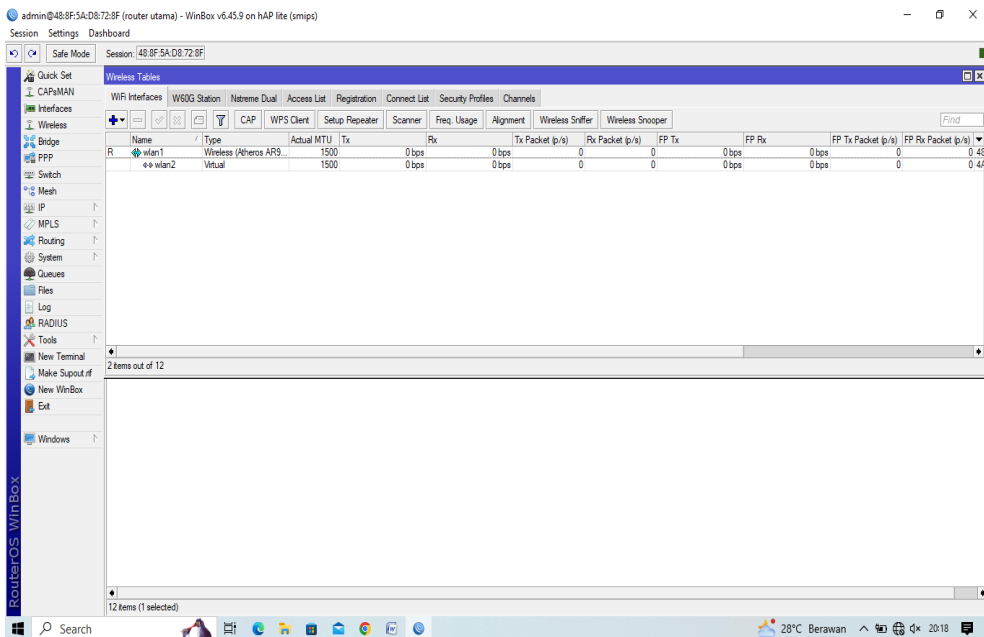 admin@48:8F:5A:D8:72:8F (router utama) - WinBox v6.45.9 on hAP lite (smips)
Session Settings Dashboard
Safe Mode Session: 48:8F:5A:D8:72:8F
Quick Set
CAPsMAN
Interfaces
Wireless
Bridge
PPP
Switch
Mesh
IP
MPLS
Routing
System
Queues
Files
Log
RADIUS
Tools
New Terminal
Make Supout.rif
New WinBox
Exit
Windows
RouterOS WinBox
Wireless Tables
WiFi Interfaces W60G Station Nstreme Dual Access List Registration Connect List Security Profiles Channels
CAP WPS Client Setup Repeater Scanner Freq. Usage Alignment Wireless Sniffer Wireless Snooper Find
Name Type Actual MTU Tx Rx Tx Packet (p/s) Rx Packet (p/s) FP Tx FP Rx FP Tx Packet (p/s) FP Rx Packet (p/s)
R wlan1 Wireless (Atheros AR9... 1500 0 bps 0 bps 0 0 0 bps 0 bps 0 0 48
wlan2 Virtual 1500 0 bps 0 bps 0 0 0 bps 0 bps 0 0 4A
2 items out of 12
12 items (1 selected)
Search 28°C Berawan 20:18